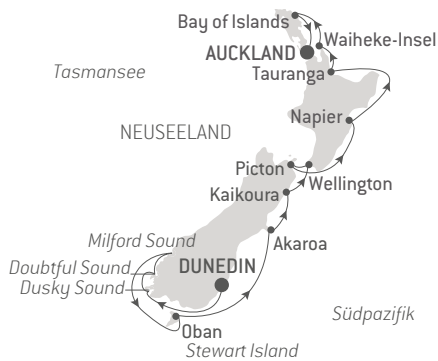 Bay of Islands
Waiheke-Insel
AUCKLAND
Tasmansee
Tauranga
Napier
NEUSEELAND
Picton
Wellington
Kaikoura
Milford Sound
Akaroa
Doubtful Sound
DUNEDIN
Dusky Sound
Südpazifik
Oban
Stewart Island